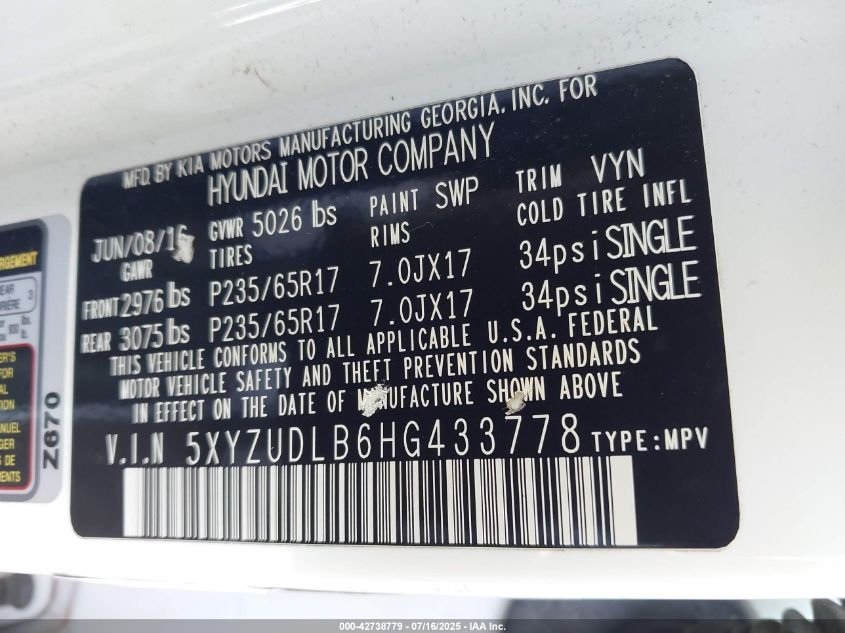 MFD. BY KIA MOTORS MANUFACTURING GEORGIA, INC. FOR
HYUNDAI MOTOR COMPANY
JUN/08/16 GVWR 5026 lbs PAINT SWP TRIM VYN
GAWR TIRES RIMS COLD TIRE INFL
FRONT 2976 lbs P235/65R17 7.0JX17 34psi SINGLE
REAR 3075 lbs P235/65R17 7.0JX17 34psi SINGLE
THIS VEHICLE CONFORMS TO ALL APPLICABLE U.S.A. FEDERAL
MOTOR VEHICLE SAFETY AND THEFT PREVENTION STANDARDS
IN EFFECT ON THE DATE OF MANUFACTURE SHOWN ABOVE
V.I.N 5XYZUDLB6HG433778 TYPE:MPV
Z670
000-42738779 / 07/16/2025 / IAA Inc.